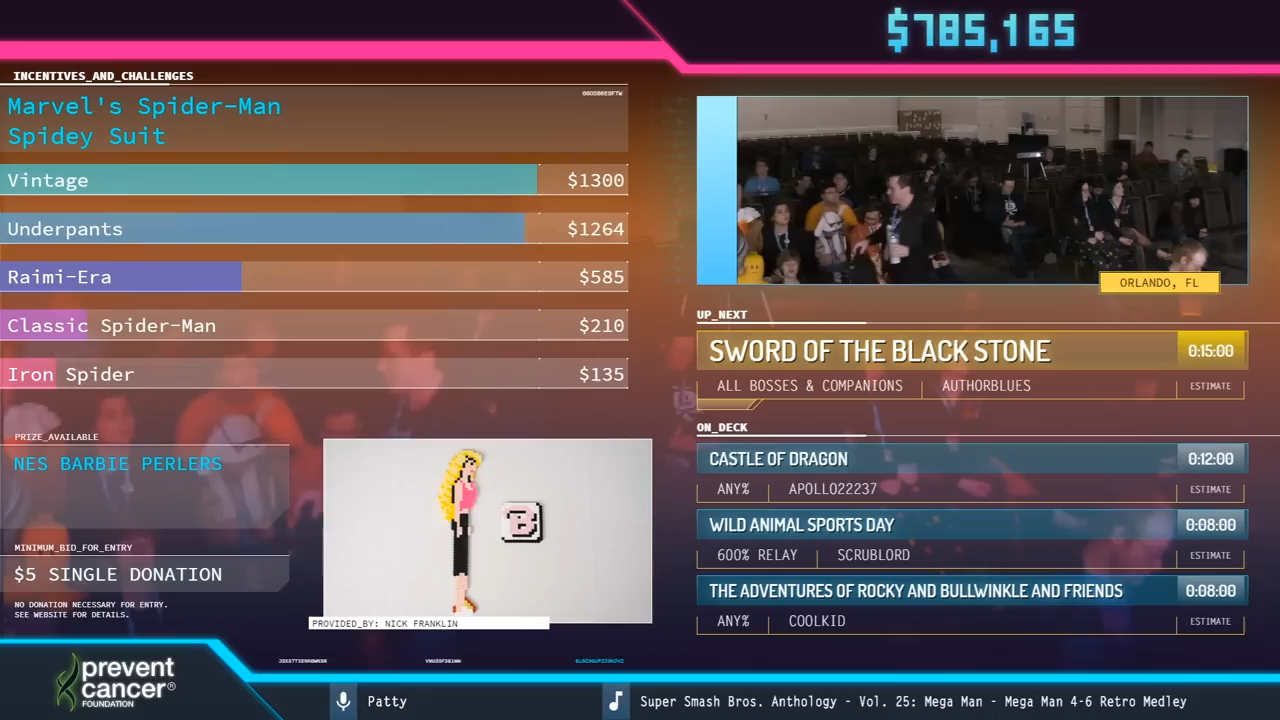 $785,165
INCENTIVES_AND_CHALLENGES
Marvel's Spider-Man
Spidey Suit
Vintage $1300
Underpants $1264
Raimi-Era $585
Classic Spider-Man $210
Iron Spider $135
PRIZE_AVAILABLE
NES BARBIE PERLERS
MINIMUM_BID_FOR_ENTRY
$5 SINGLE DONATION
NO DONATION NECESSARY FOR ENTRY.
SEE WEBSITE FOR DETAILS.
B
PROVIDED_BY: NICK FRANKLIN
ORLANDO, FL
UP_NEXT
SWORD OF THE BLACK STONE 0:15:00
ALL BOSSES & COMPANIONS AUTHORBLUES ESTIMATE
ON_DECK
CASTLE OF DRAGON 0:12:00
ANY% APOLLO22237 ESTIMATE
WILD ANIMAL SPORTS DAY 0:08:00
600% RELAY SCRUBLORD ESTIMATE
THE ADVENTURES OF ROCKY AND BULLWINKLE AND FRIENDS 0:08:00
ANY% COOLKID ESTIMATE
prevent
cancer®
FOUNDATION
Patty
Super Smash Bros. Anthology - Vol. 25: Mega Man - Mega Man 4-6 Retro Medley